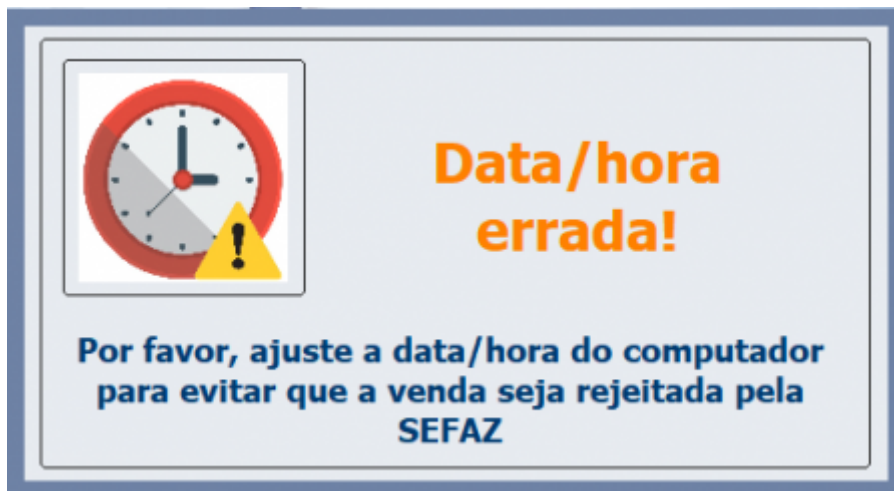 Data/hora
errada!
Por favor, ajuste a data/hora do computador
para evitar que a venda seja rejeitada pela
SEFAZ